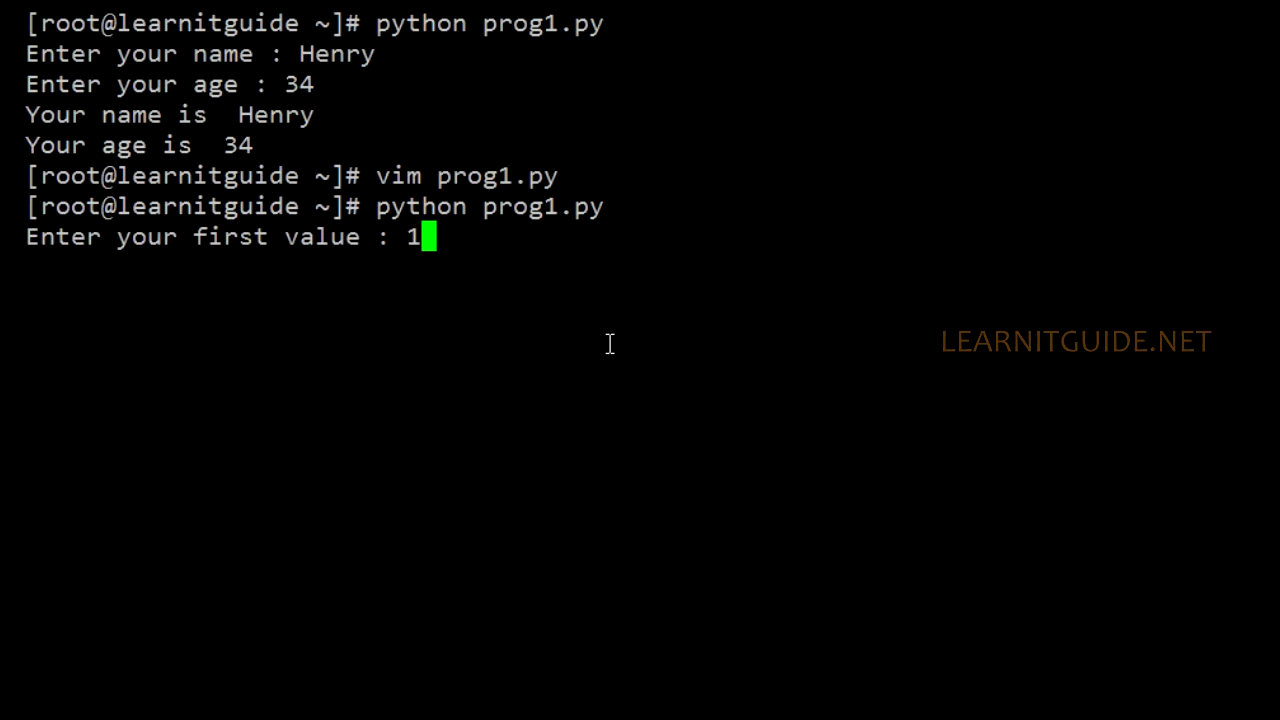 [root@learnitguide ~]# python prog1.py
Enter your name : Henry
Enter your age : 34
Your name is  Henry
Your age is  34
[root@learnitguide ~]# vim prog1.py
[root@learnitguide ~]# python prog1.py
Enter your first value : 1
LEARNITGUIDE.NET